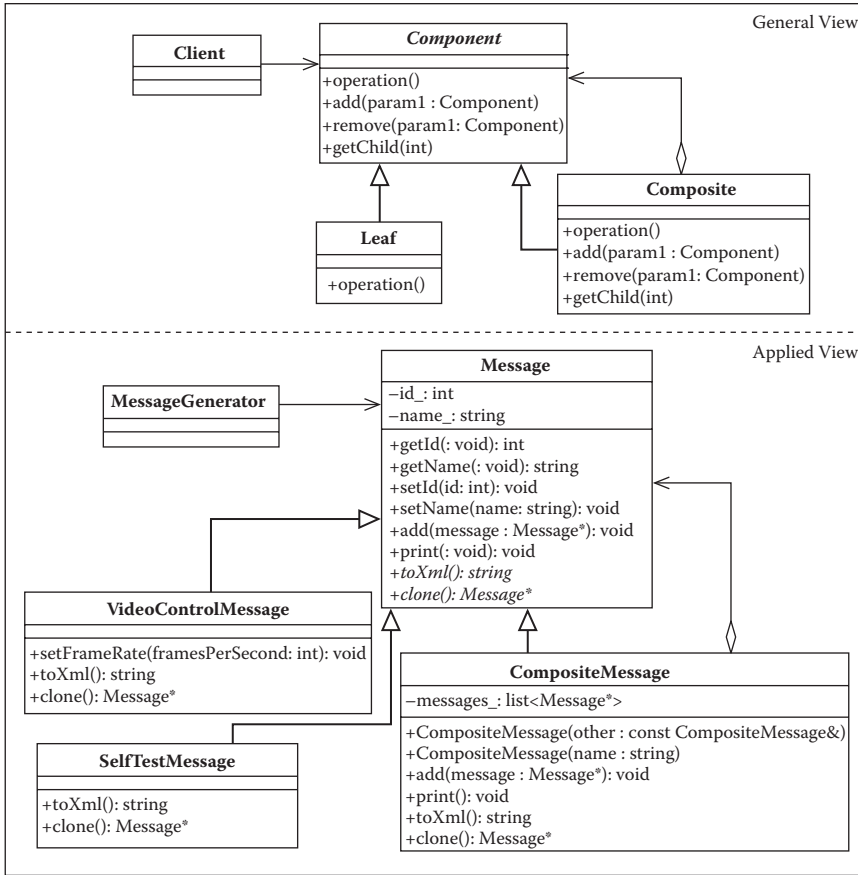 General View
Client
Component
+operation()
+add(param1 : Component)
+remove(param1: Component)
+getChild(int)
Leaf
+operation()
Composite
+operation()
+add(param1 : Component)
+remove(param1: Component)
+getChild(int)
Applied View
MessageGenerator
Message
−id_: int
−name_: string
+getId(: void): int
+getName(: void): string
+setId(id: int): void
+setName(name: string): void
+add(message : Message*): void
+print(: void): void
+toXml(): string
+clone(): Message*
VideoControlMessage
+setFrameRate(framesPerSecond: int): void
+toXml(): string
+clone(): Message*
SelfTestMessage
+toXml(): string
+clone(): Message*
CompositeMessage
−messages_: list<Message*>
+CompositeMessage(other : const CompositeMessage&)
+CompositeMessage(name : string)
+add(message : Message*): void
+print(): void
+toXml(): string
+clone(): Message*